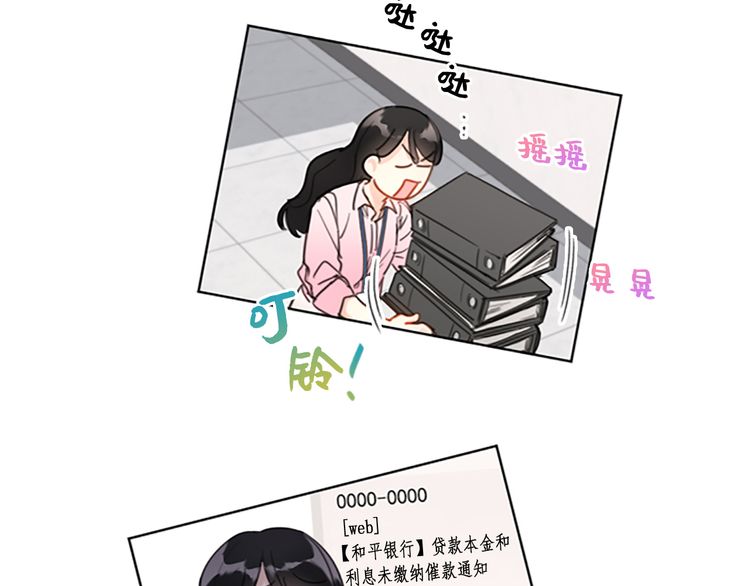 哒
哒
哒
…
摇摇
晃晃
叮
铃!
0000-0000
[web]
【和平银行】贷款本金和
利息未缴纳催款通知